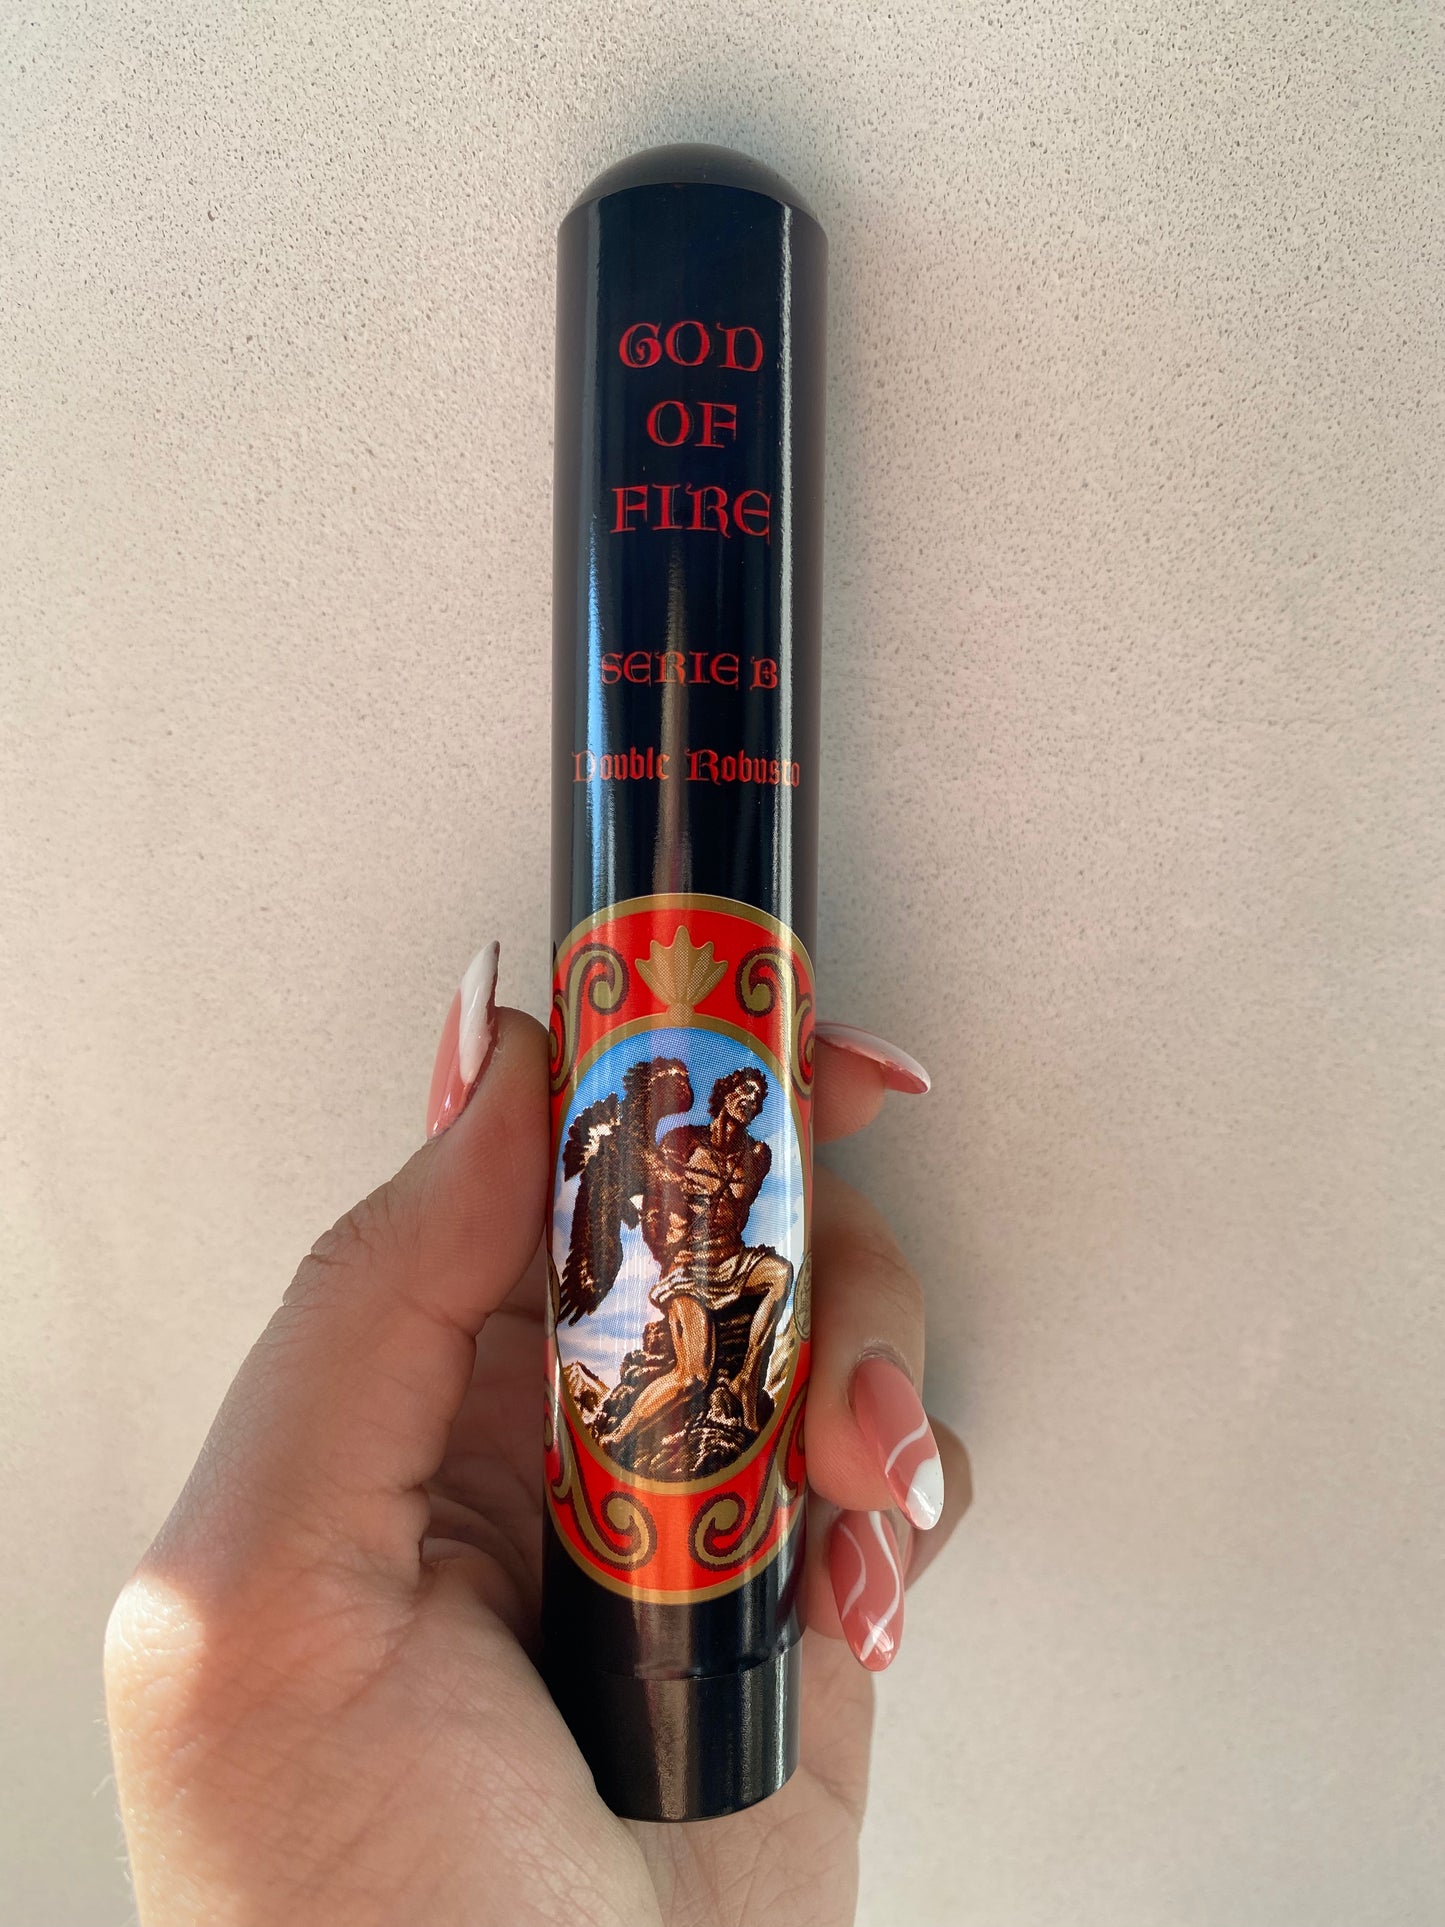 GOD
OF
FIRE
SERIE B
Double Robusto